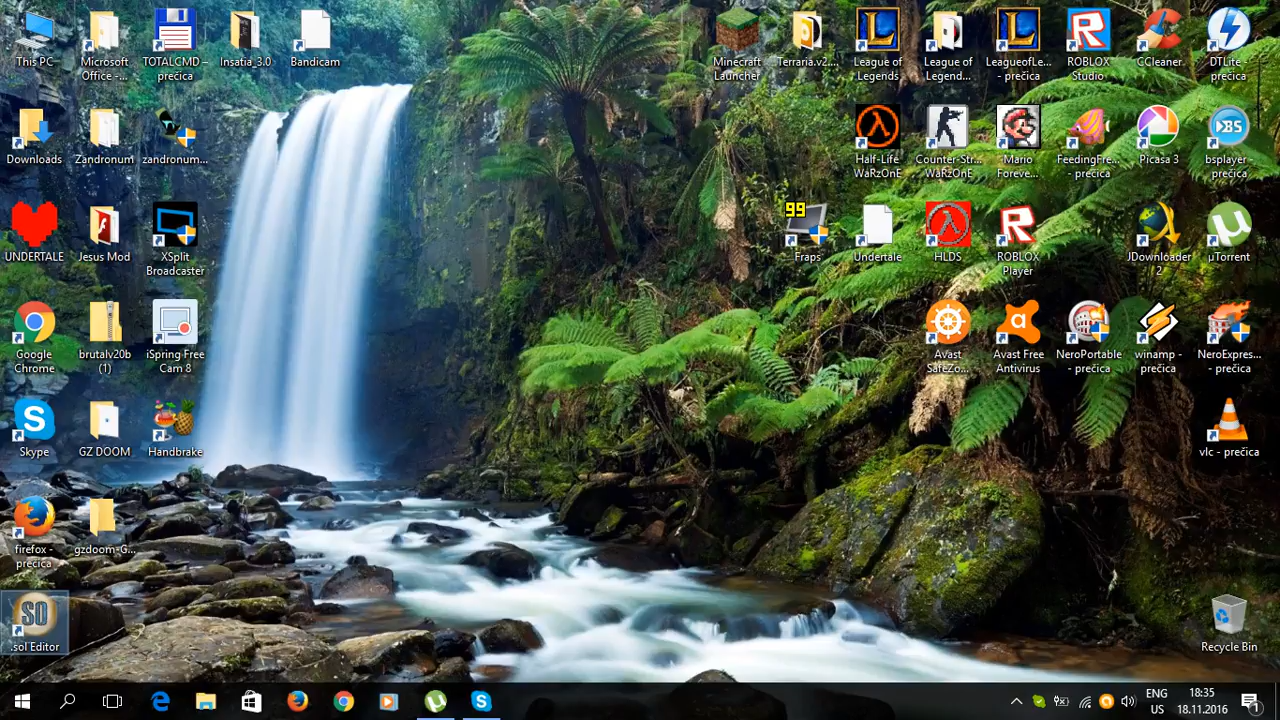 This PC
Microsoft
Office -...
TOTALCMD –
prečica
Insatia_3.0
Bandicam
Minecraft
Launcher
Terraria.v2....
League of
Legends
League of
Legend...
LeagueofLe...
- prečica
ROBLOX
Studio
CCleaner
DTLite -
prečica
Downloads
Zandronum
zandronum...
Half-Life
WaRzOnE
Counter-Str...
WaRzOnE
Mario
Foreve...
FeedingFre...
- prečica
Picasa 3
BS
bsplayer -
prečica
UNDERTALE
Jesus Mod
XSplit
Broadcaster
99
Fraps
Undertale
HLDS
ROBLOX
Player
JDownloader
2
µTorrent
Google
Chrome
brutalv20b
(1)
iSpring Free
Cam 8
Avast
SafeZo...
Avast Free
Antivirus
NeroPortable
- prečica
winamp -
prečica
NeroExpres...
- prečica
Skype
GZ DOOM
Handbrake
vlc - prečica
firefox -
prečica
gzdoom-G...
SO
.sol Editor
Recycle Bin
ENG
US
18:35
18.11.2016
1